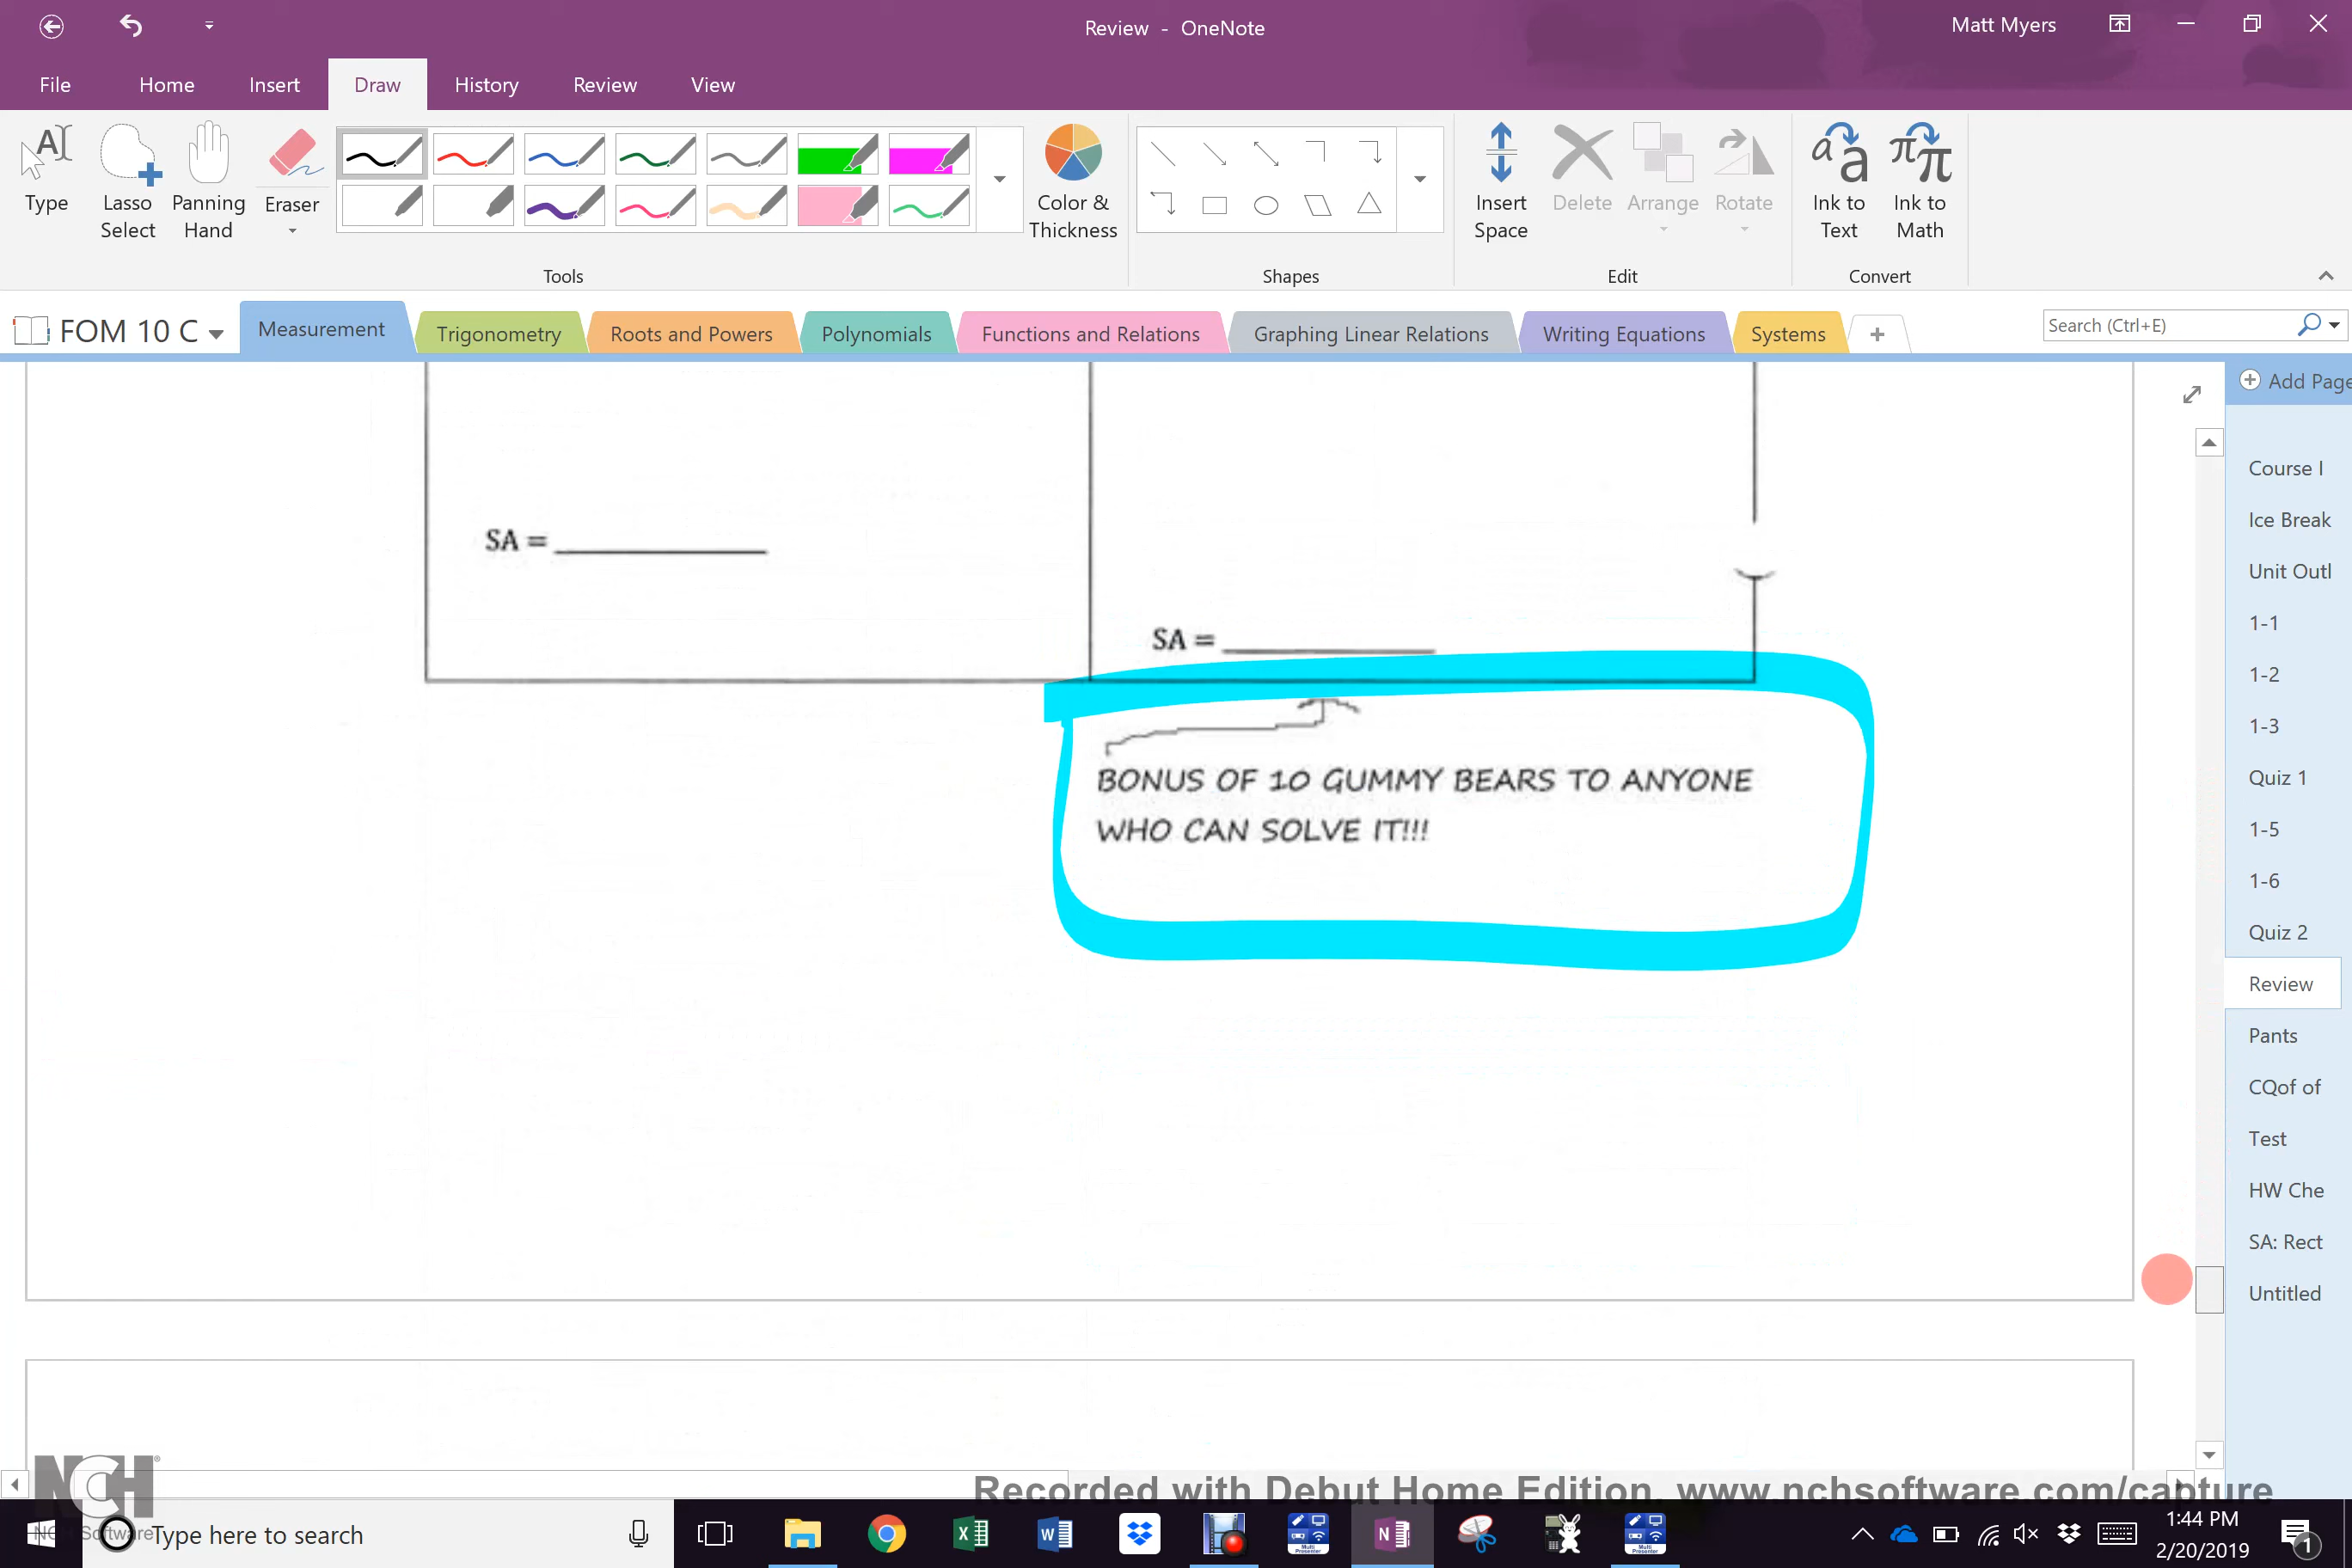 Review - OneNote
Matt Myers
File Home Insert Draw History Review View
Type
Lasso Select
Panning Hand
Eraser
Color & Thickness
Insert Space
Delete
Arrange
Rotate
Ink to Text
Ink to Math
Tools
Shapes
Edit
Convert
FOM 10 C
Measurement
Trigonometry
Roots and Powers
Polynomials
Functions and Relations
Graphing Linear Relations
Writing Equations
Systems
Search (Ctrl+E)
Add Page
Course I
Ice Break
Unit Outl
1-1
1-2
1-3
Quiz 1
1-5
1-6
Quiz 2
Review
Pants
CQof of
Test
HW Che
SA: Rect
Untitled
SA =
SA =
BONUS OF 10 GUMMY BEARS TO ANYONE
WHO CAN SOLVE IT!!!
NCH
NCH Software
Recorded with Debut Home Edition. www.nchsoftware.com/capture
Type here to search
1:44 PM
2/20/2019
1